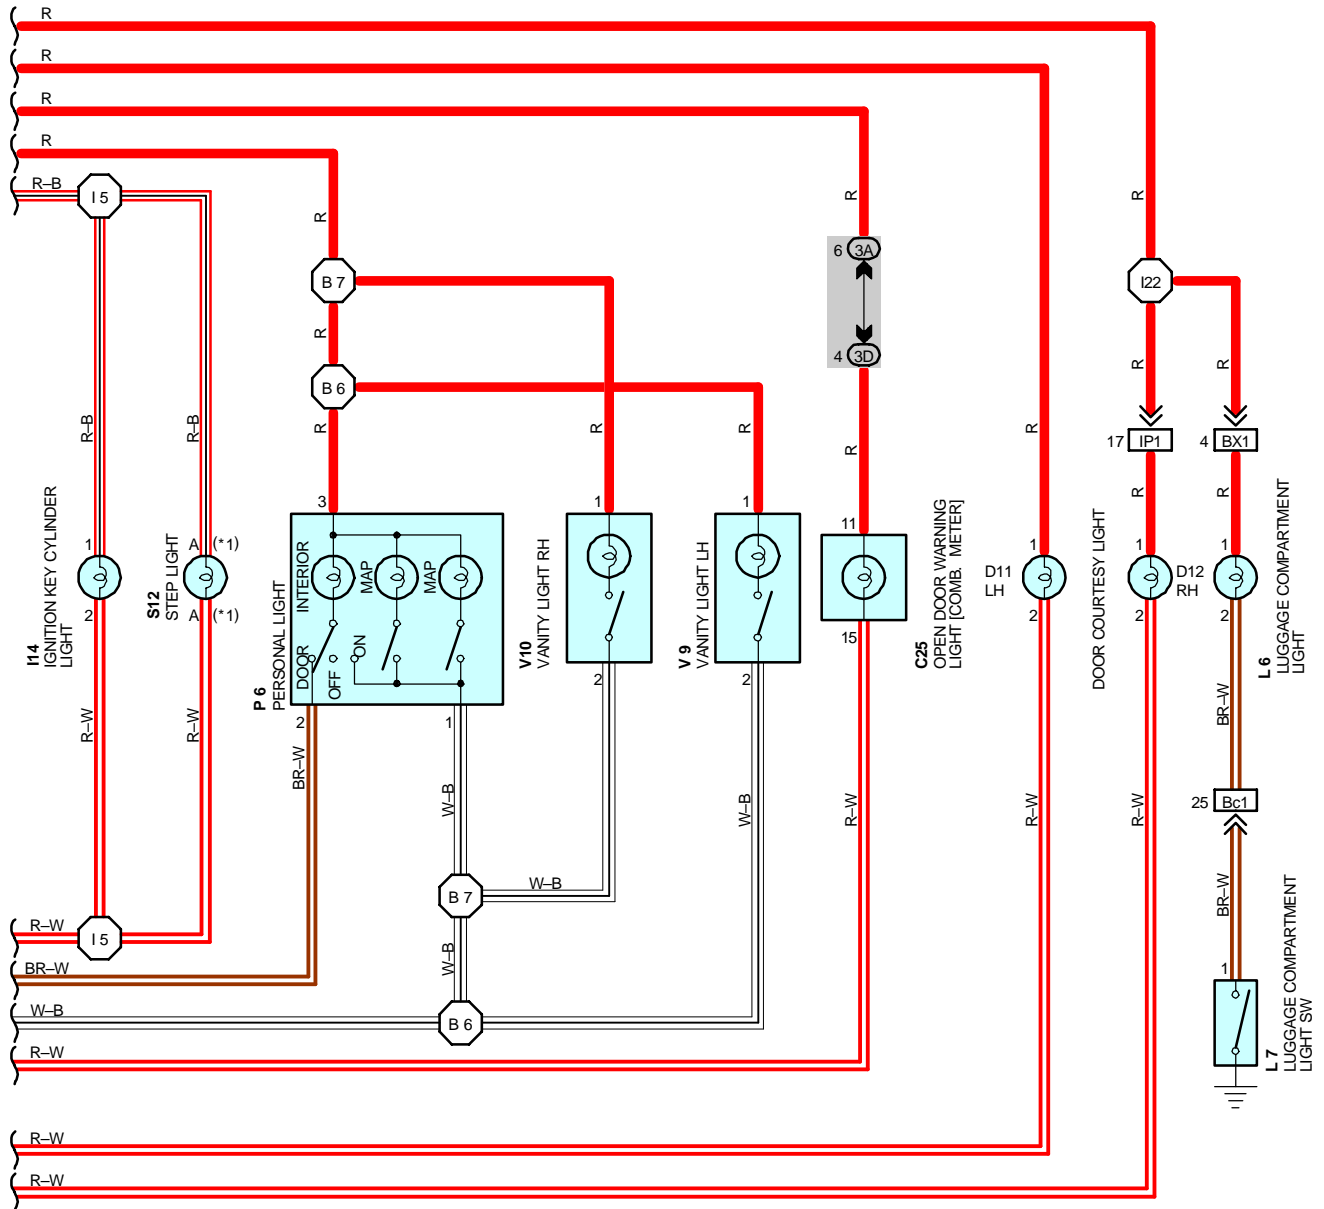 R
R
R
R
R–B
I 5
R
R
R
B 7
I22
6 3A
4 3D
R
R
R
B 6
R–B
R–B
R
R
R
R
R
17 IP1
4 BX1
R
R
3
1
1
11
1
A (*1)
1
1
1
2
A (*1)
2
2
2
I14
IGNITION KEY CYLINDER
LIGHT
S12
STEP LIGHT
P 6
PERSONAL LIGHT
INTERIOR
MAP
MAP
DOOR
OFF
ON
V10
VANITY LIGHT RH
V 9
VANITY LIGHT LH
C25
OPEN DOOR WARNING
LIGHT [COMB. METER]
D11
LH
DOOR COURTESY LIGHT
D12
RH
L 6
LUGGAGE COMPARTMENT
LIGHT
15
2
1
2
2
R–W
R–W
BR–W
W–B
W–B
R–W
R–W
R–W
BR–W
25 Bc1
BR–W
B 7
W–B
I 5
R–W
W–B
BR–W
1
W–B
B 6
R–W
L 7
LUGGAGE COMPARTMENT
LIGHT SW
R–W
R–W